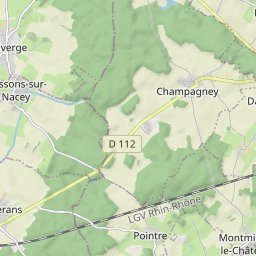 verge
Champagney
ssons-sur-
Nacey
Da
D 112
erans
LGV Rhin-Rhône
Pointre
Montmi
le-Châte